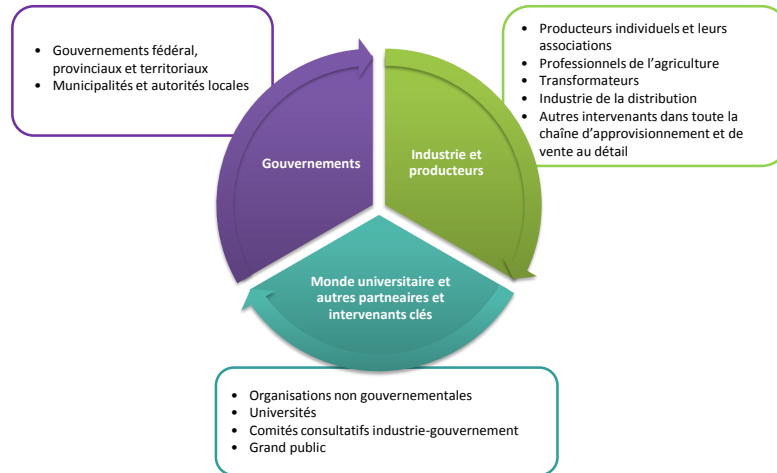 • Gouvernements fédéral,
provinciaux et territoriaux
• Municipalités et autorités locales
• Producteurs individuels et leurs
associations
• Professionnels de l'agriculture
• Transformateurs
• Industrie de la distribution
• Autres intervenants dans toute la
chaîne d'approvisionnement et de
vente au détail
Gouvernements
Industrie et
producteurs
Monde universitaire et
autres partneaires et
intervenants clés
• Organisations non gouvernementales
• Universités
• Comités consultatifs industrie-gouvernement
• Grand public